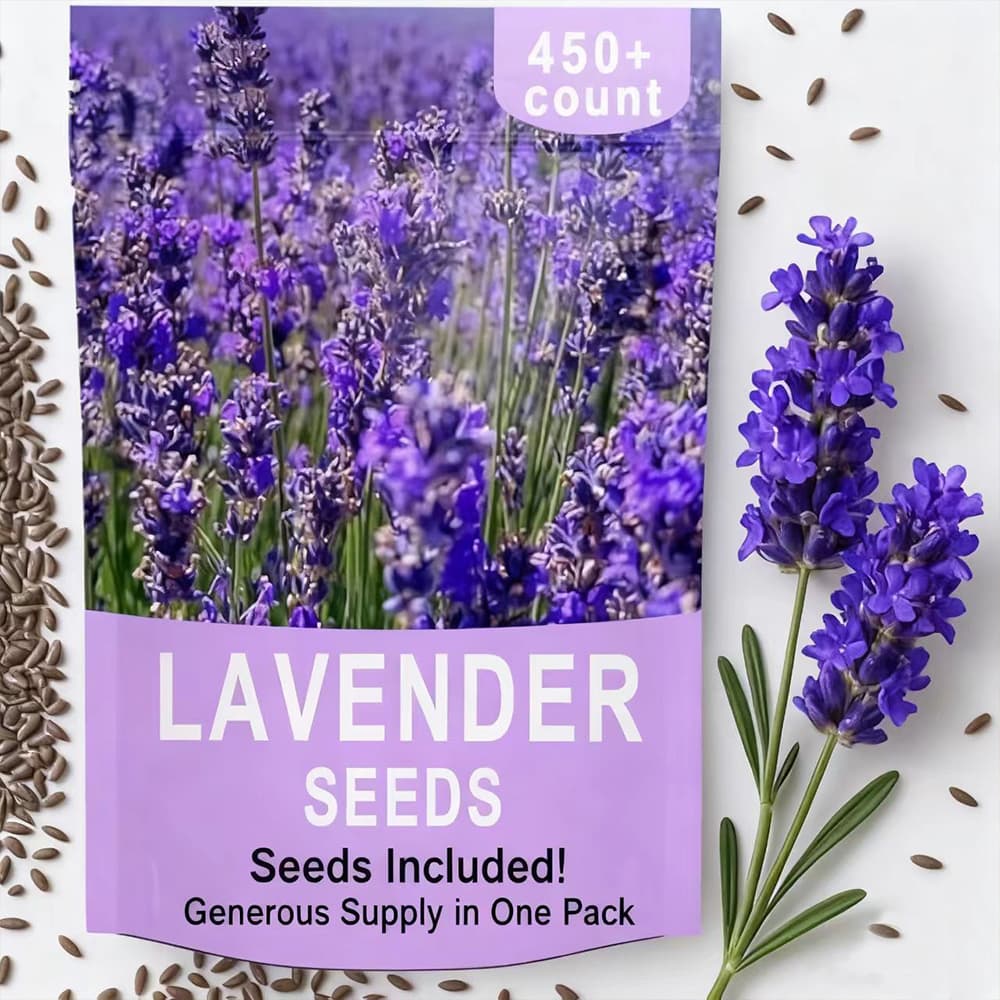 450+
count
LAVENDER
SEEDS
Seeds Included!
Generous Supply in One Pack